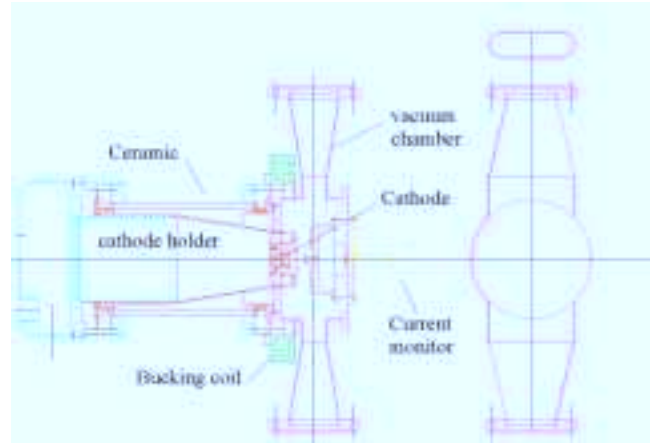 vacuum
chamber
Ceramic
Cathode
cathode holder
Current
monitor
Bucking coil